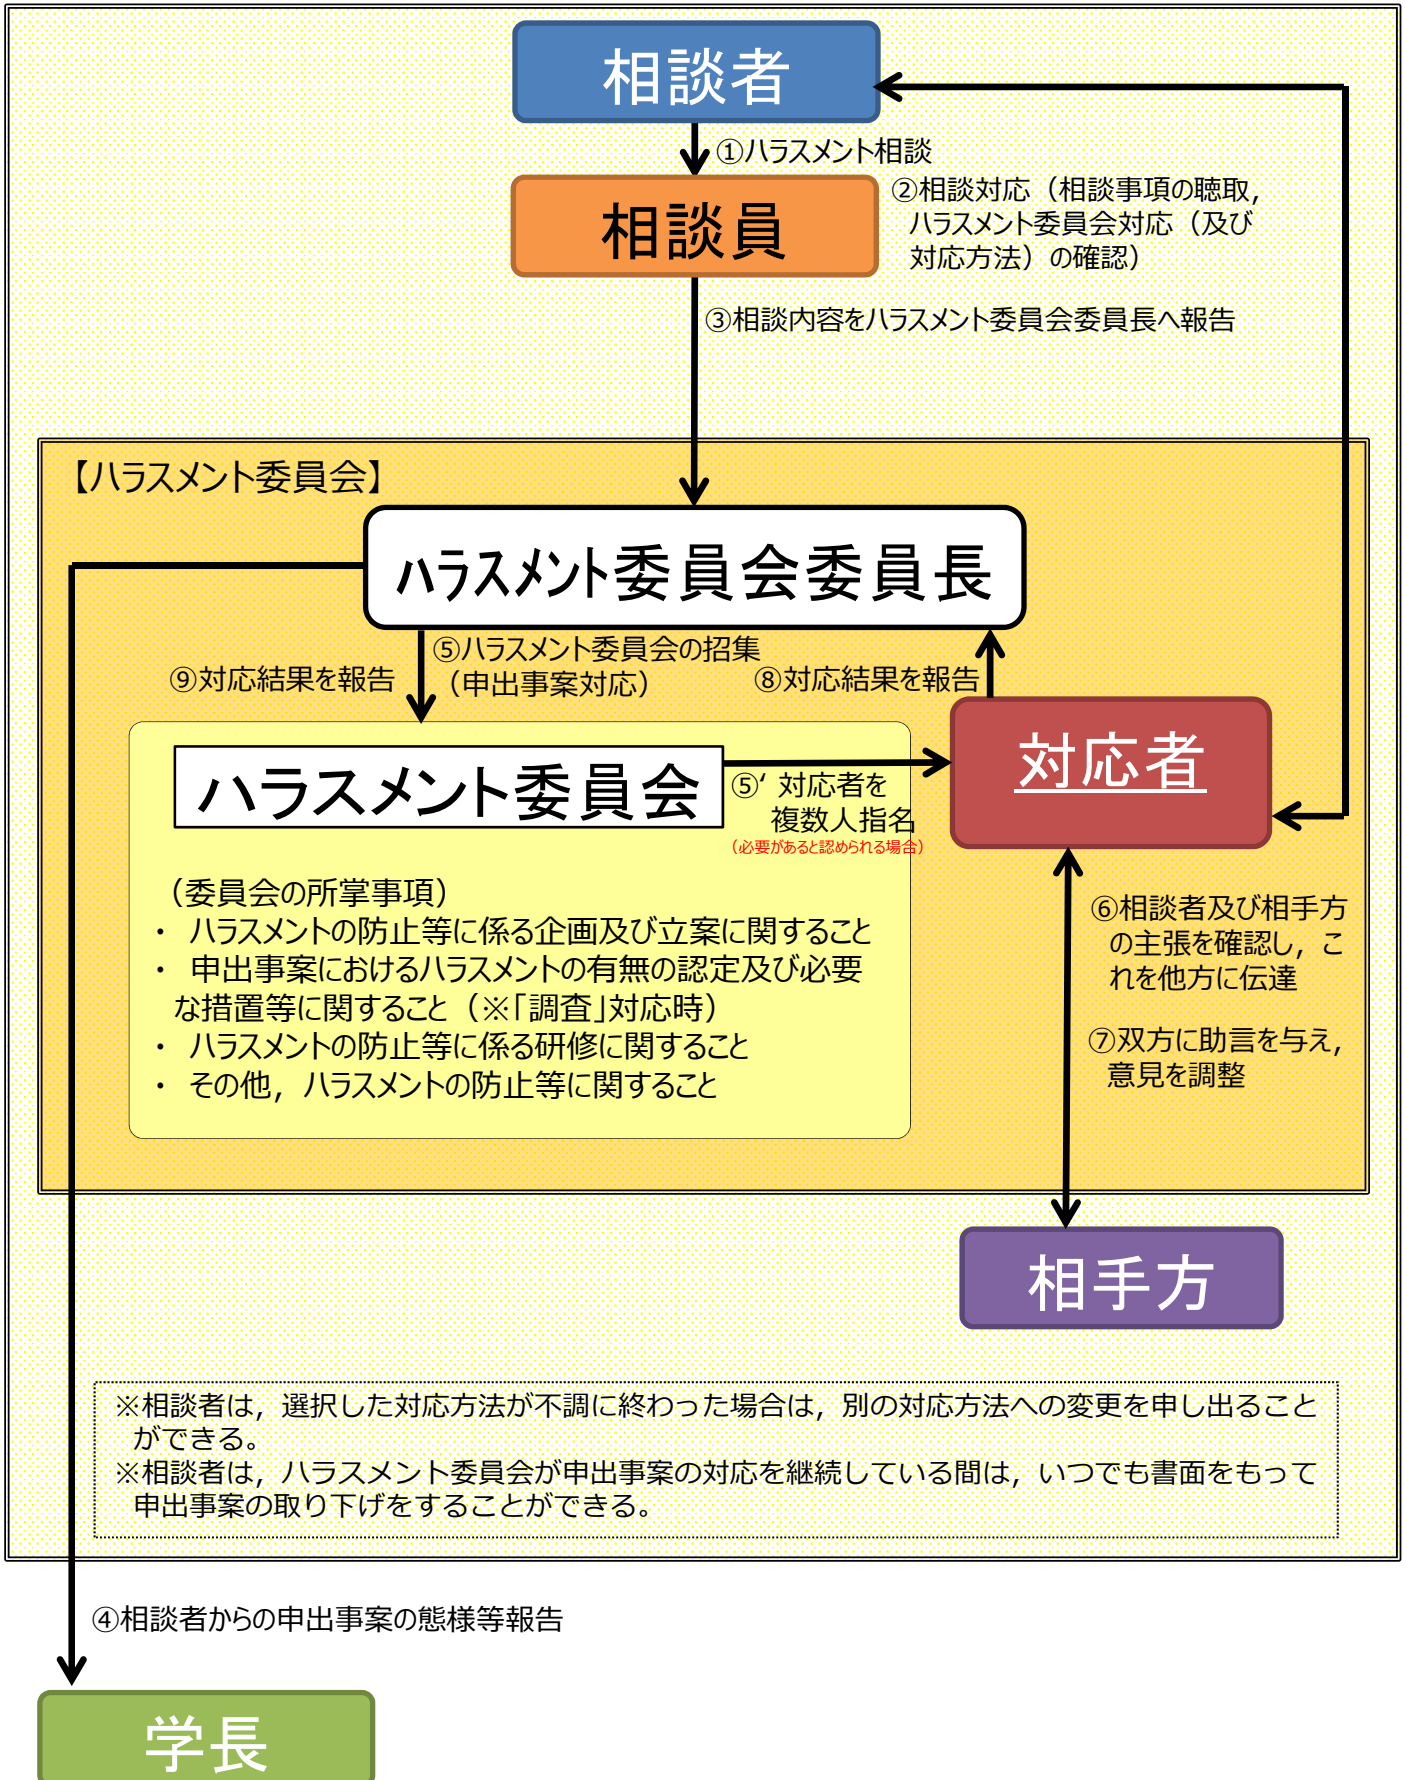 相談者
①ハラスメント相談
相談員
②相談対応（相談事項の聴取,
ハラスメント委員会対応（及び
対応方法）の確認）
③相談内容をハラスメント委員会委員長へ報告
【ハラスメント委員会】
ハラスメント委員会委員長
⑤ハラスメント委員会の招集
（申出事案対応）
⑨対応結果を報告
⑧対応結果を報告
対応者
ハラスメント委員会
⑤‘ 対応者を
複数人指名
（必要があると認められる場合）
（委員会の所掌事項）
・ ハラスメントの防止等に係る企画及び立案に関すること
・ 申出事案におけるハラスメントの有無の認定及び必要
な措置等に関すること（※「調査」対応時）
・ ハラスメントの防止等に係る研修に関すること
・ その他, ハラスメントの防止等に関すること
⑥相談者及び相手方
の主張を確認し, こ
れを他方に伝達
⑦双方に助言を与え,
意見を調整
相手方
※相談者は, 選択した対応方法が不調に終わった場合は, 別の対応方法への変更を申し出ること
ができる。
※相談者は, ハラスメント委員会が申出事案の対応を継続している間は, いつでも書面をもって
申出事案の取り下げをすることができる。
④相談者からの申出事案の態様等報告
学長